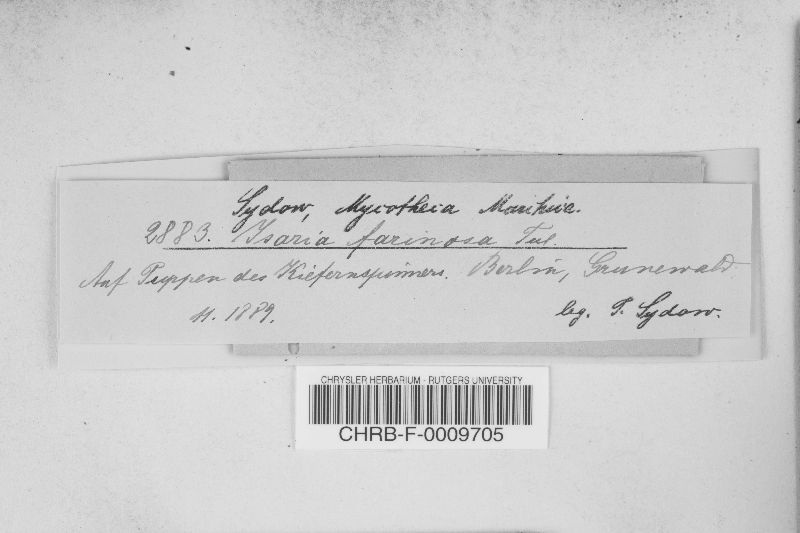 Sydow, Mycotheca Marchica.
2883. Isaria farinosa Tul.
Auf Puppen des Kiefernspinners. Berlin, Grunewald
11. 1889. leg. P. Sydow.
CHRYSLER HERBARIUM - RUTGERS UNIVERSITY
CHRB-F-0009705